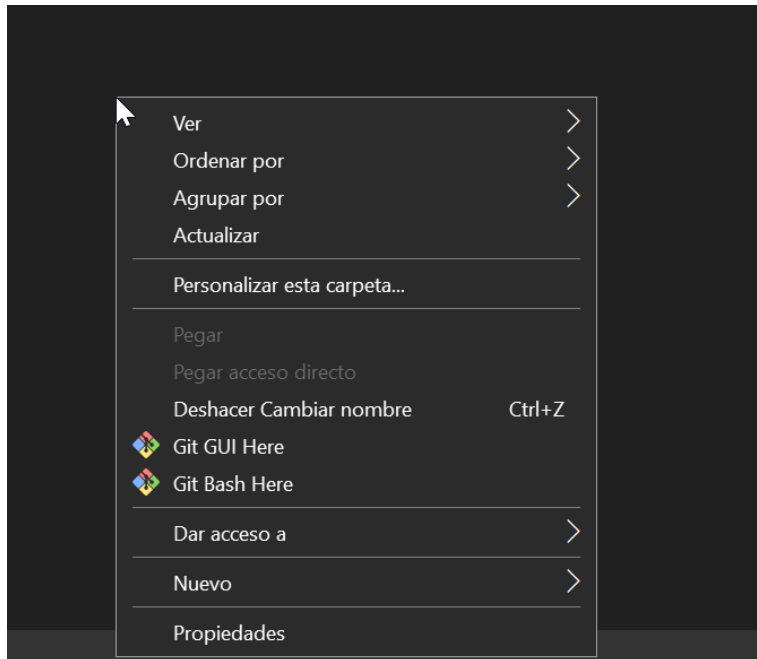 Ver
Ordenar por
Agrupar por
Actualizar
Personalizar esta carpeta...
Pegar
Pegar acceso directo
Deshacer Cambiar nombre Ctrl+Z
Git GUI Here
Git Bash Here
Dar acceso a
Nuevo
Propiedades